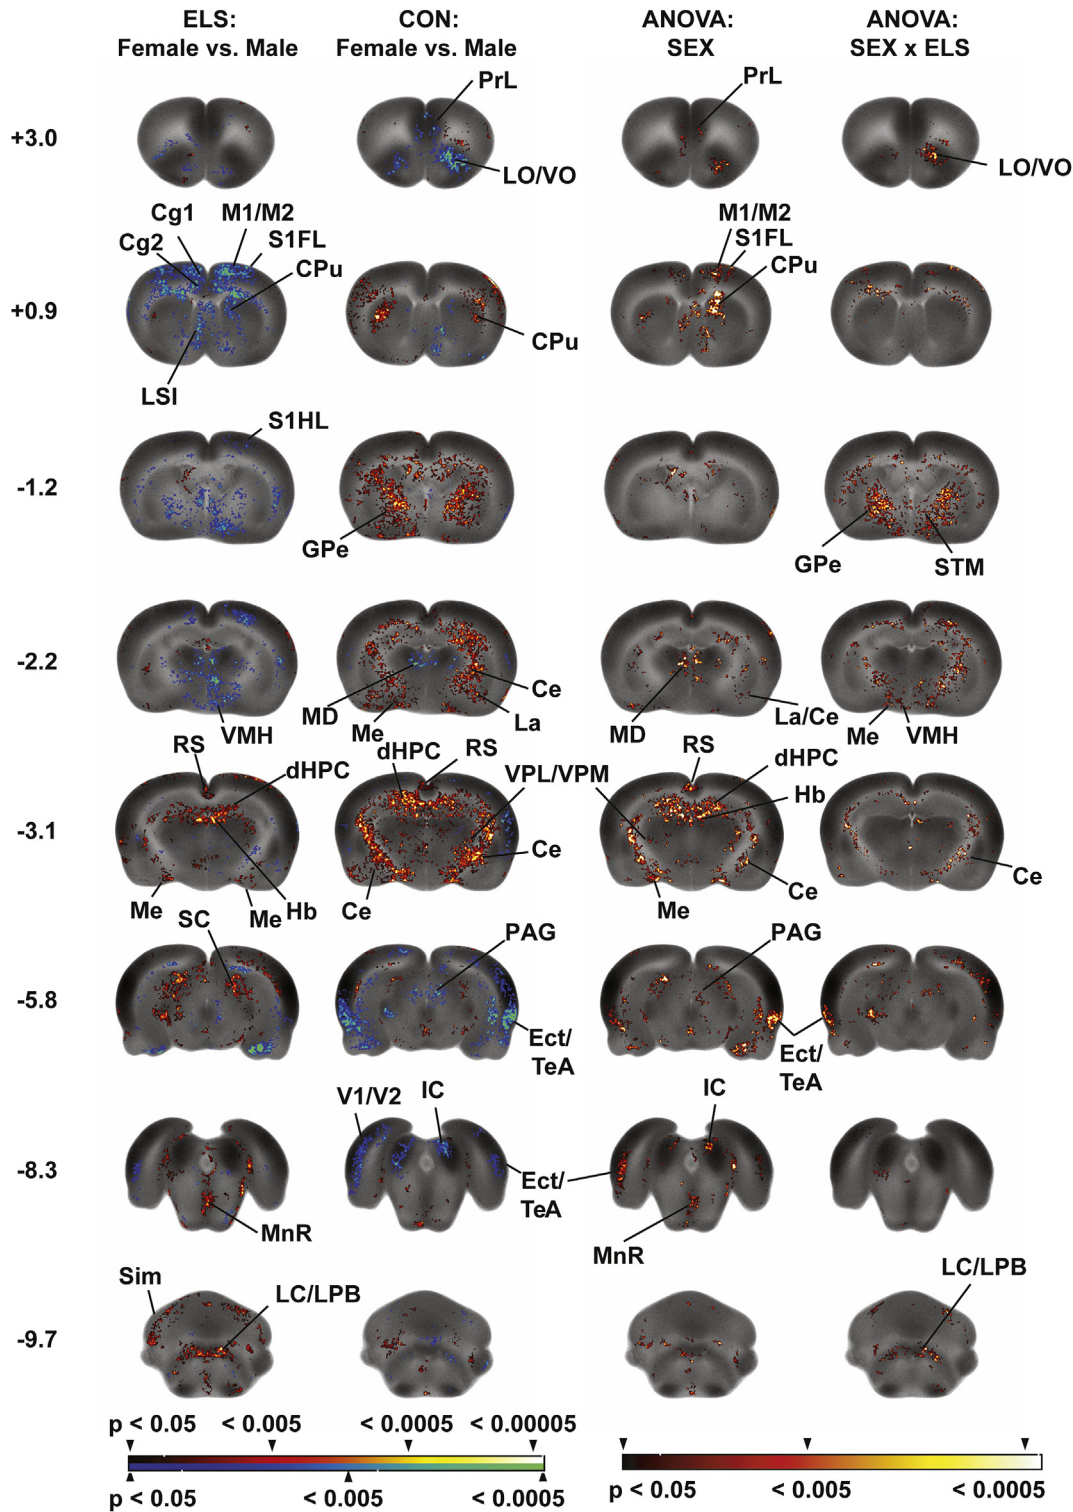 ELS: CON: ANOVA: ANOVA:
Female vs. Male Female vs. Male SEX SEX x ELS
PrL PrL
+3.0
LO/VO LO/VO
Cg1 M1/M2 M1/M2
Cg2 S1FL S1FL
CPu CPu
+0.9
CPu
LSI
S1HL
-1.2
GPe GPe STM
-2.2
MD Me La Ce MD La/Ce Me VMH
VMH
RS dHPC dHPC RS RS dHPC
VPL/VPM Hb
-3.1
Ce Ce
Me Me Hb Ce Me Ce
SC PAG PAG
-5.8
Ect/ Ect/
TeA TeA
V1/V2 IC IC
-8.3
Ect/
TeA
MnR MnR
Sim LC/LPB LC/LPB
-9.7
p < 0.05 < 0.005 < 0.0005 < 0.00005
p < 0.05 < 0.005 < 0.0005 p < 0.05 < 0.005 < 0.0005